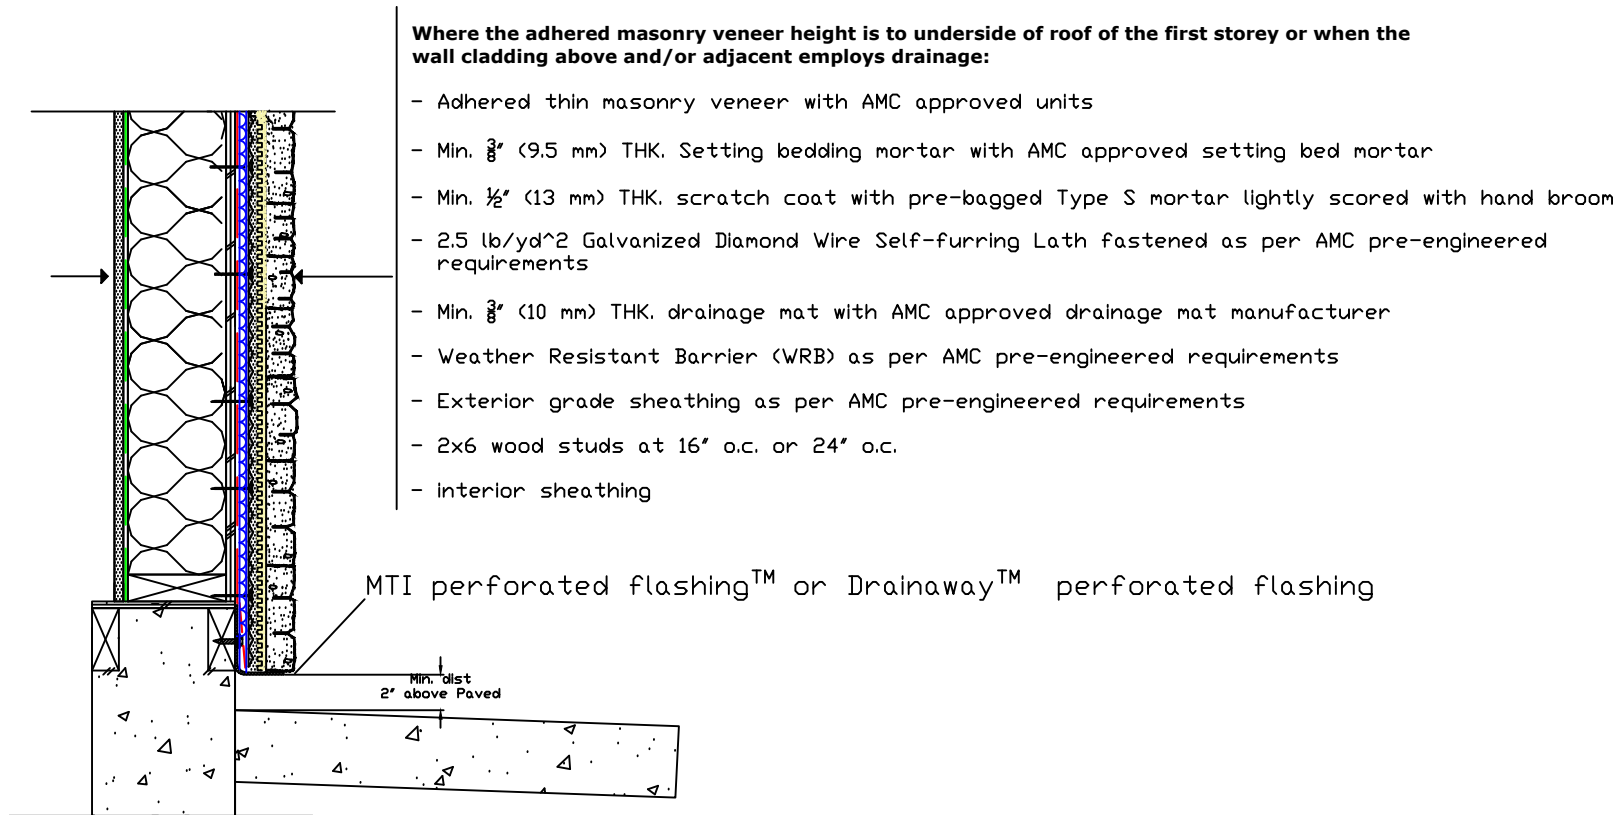 Where the adhered masonry veneer height is to underside of roof of the first storey or when the
wall cladding above and/or adjacent employs drainage:
- Adhered thin masonry veneer with AMC approved units
- Min. ⅜" (9.5 mm) THK. Setting bedding mortar with AMC approved setting bed mortar
- Min. ½" (13 mm) THK. scratch coat with pre-bagged Type S mortar lightly scored with hand broom
- 2.5 lb/yd^2 Galvanized Diamond Wire Self-furring Lath fastened as per AMC pre-engineered
requirements
- Min. ⅜" (10 mm) THK. drainage mat with AMC approved drainage mat manufacturer
- Weather Resistant Barrier (WRB) as per AMC pre-engineered requirements
- Exterior grade sheathing as per AMC pre-engineered requirements
- 2x6 wood studs at 16" o.c. or 24" o.c.
- interior sheathing
MTI perforated flashing™ or Drainaway™ perforated flashing
Min. dist
2" above Paved